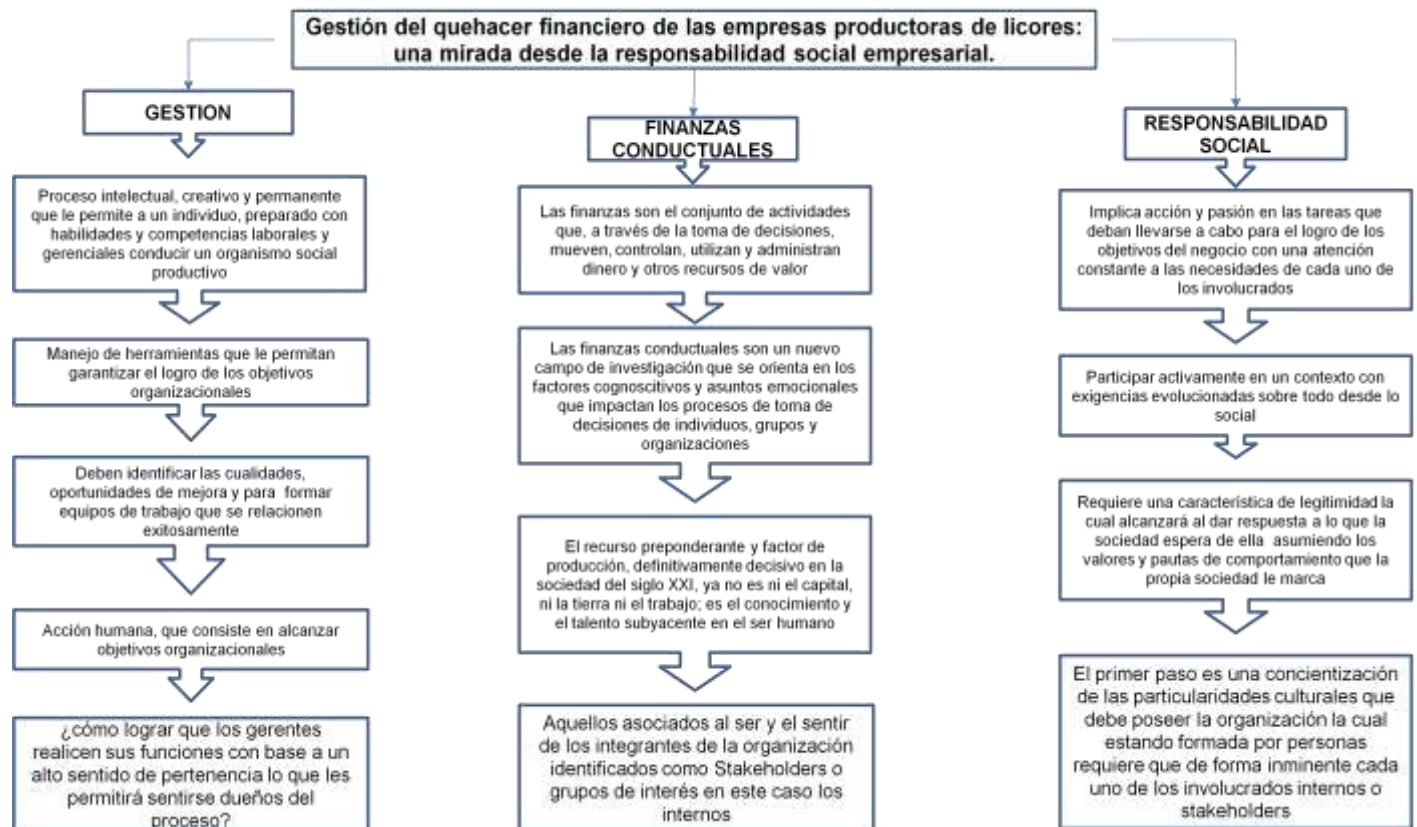 Gestión del quehacer financiero de las empresas productoras de licores:
una mirada desde la responsabilidad social empresarial.
GESTION
Proceso intelectual, creativo y permanente
que le permite a un individuo, preparado con
habilidades y competencias laborales y
gerenciales conducir un organismo social
productivo
Manejo de herramientas que le permitan
garantizar el logro de los objetivos
organizacionales
Deben identificar las cualidades,
oportunidades de mejora y para formar
equipos de trabajo que se relacionen
exitosamente
Acción humana, que consiste en alcanzar
objetivos organizacionales
¿cómo lograr que los gerentes
realicen sus funciones con base a un
alto sentido de pertenencia lo que les
permitirá sentirse dueños del
proceso?
FINANZAS
CONDUCTUALES
Las finanzas son el conjunto de actividades
que, a través de la toma de decisiones,
mueven, controlan, utilizan y administran
dinero y otros recursos de valor
Las finanzas conductuales son un nuevo
campo de investigación que se orienta en los
factores cognoscitivos y asuntos emocionales
que impactan los procesos de toma de
decisiones de individuos, grupos y
organizaciones
El recurso preponderante y factor de
producción, definitivamente decisivo en la
sociedad del siglo XXI, ya no es ni el capital,
ni la tierra ni el trabajo; es el conocimiento y
el talento subyacente en el ser humano
Aquellos asociados al ser y el sentir
de los integrantes de la organización
identificados como Stakeholders o
grupos de interés en este caso los
internos
RESPONSABILIDAD
SOCIAL
Implica acción y pasión en las tareas que
deban llevarse a cabo para el logro de los
objetivos del negocio con una atención
constante a las necesidades de cada uno de
los involucrados
Participar activamente en un contexto con
exigencias evolucionadas sobre todo desde lo
social
Requiere una característica de legitimidad la
cual alcanzará al dar respuesta a lo que la
sociedad espera de ella asumiendo los
valores y pautas de comportamiento que la
propia sociedad le marca
El primer paso es una concientización
de las particularidades culturales que
debe poseer la organización la cual
estando formada por personas
requiere que de forma inminente cada
uno de los involucrados internos o
stakeholders